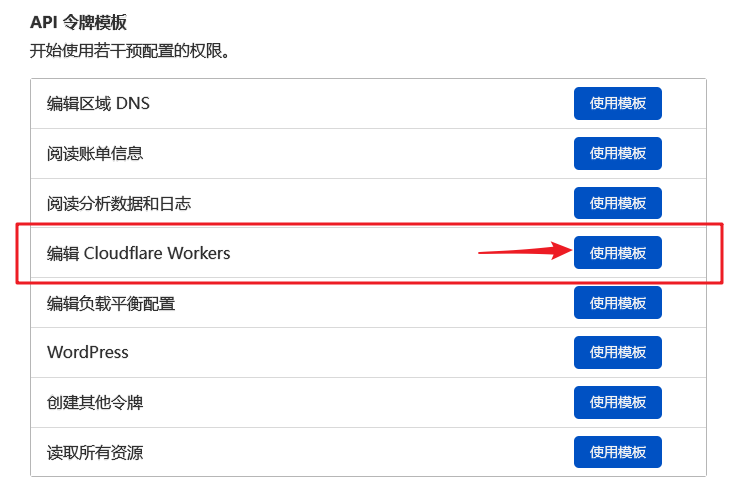 API 令牌模板
开始使用若干预配置的权限。
编辑区域 DNS 使用模板
阅读账单信息 使用模板
阅读分析数据和日志 使用模板
编辑 Cloudflare Workers 使用模板
编辑负载平衡配置 使用模板
WordPress 使用模板
创建其他令牌 使用模板
读取所有资源 使用模板